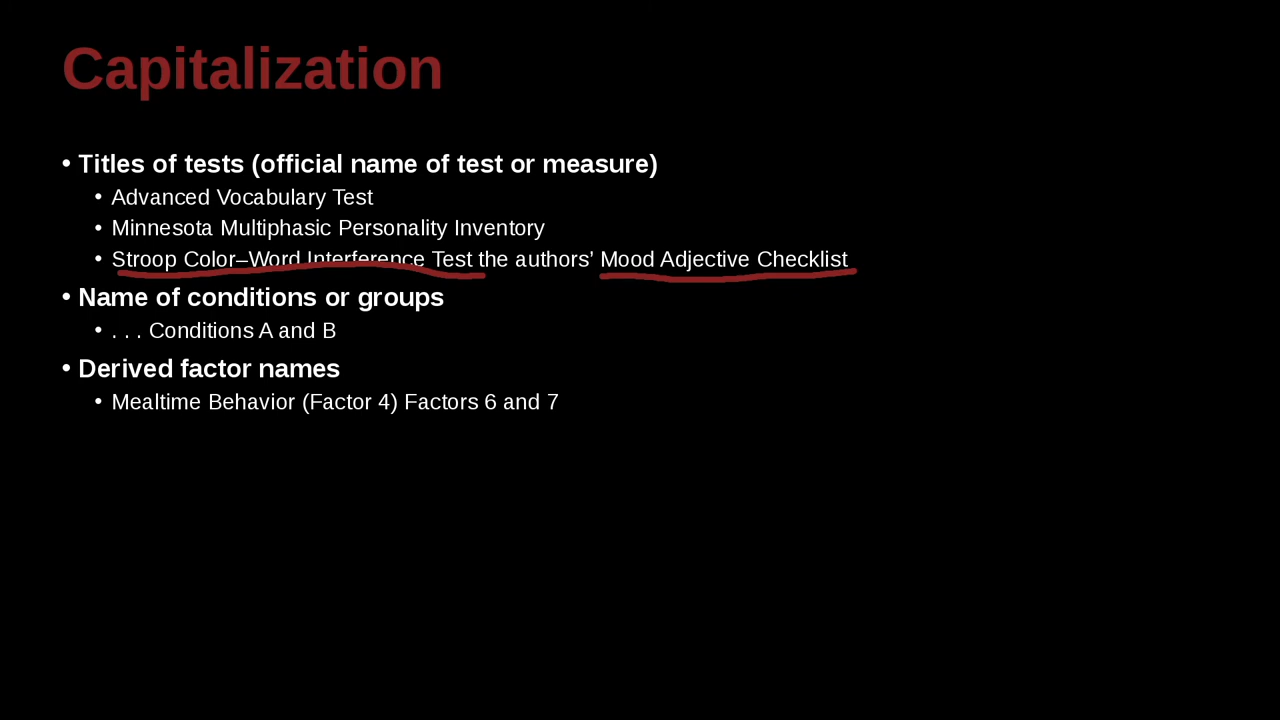 Capitalization
• Titles of tests (official name of test or measure)
• Advanced Vocabulary Test
• Minnesota Multiphasic Personality Inventory
• Stroop Color–Word Interference Test the authors’ Mood Adjective Checklist
• Name of conditions or groups
• . . . Conditions A and B
• Derived factor names
• Mealtime Behavior (Factor 4) Factors 6 and 7